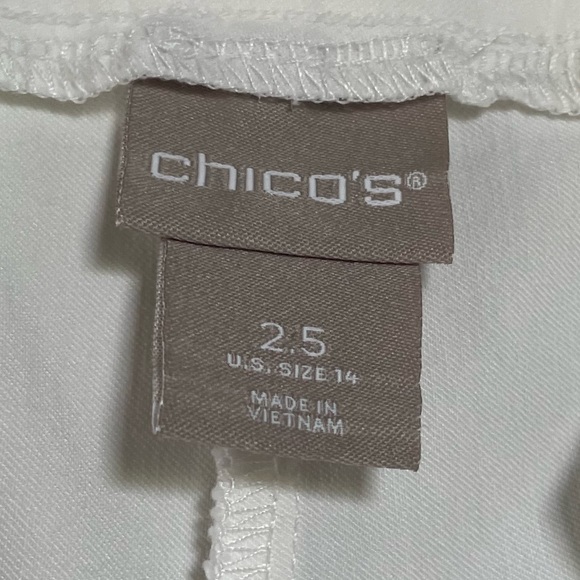 chico's®
2.5
U.S. SIZE 14
MADE IN
VIETNAM